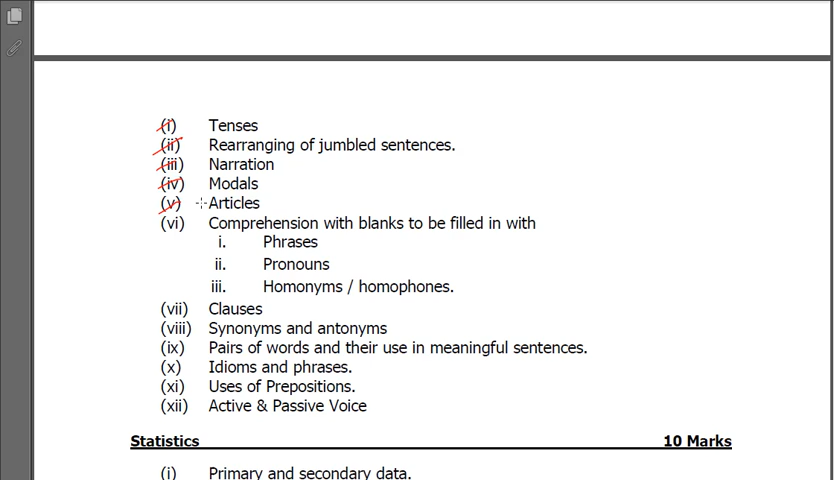 (i) Tenses
(ii) Rearranging of jumbled sentences.
(iii) Narration
(iv) Modals
(v) Articles
(vi) Comprehension with blanks to be filled in with
i. Phrases
ii. Pronouns
iii. Homonyms / homophones.
(vii) Clauses
(viii) Synonyms and antonyms
(ix) Pairs of words and their use in meaningful sentences.
(x) Idioms and phrases.
(xi) Uses of Prepositions.
(xii) Active & Passive Voice
Statistics 10 Marks
(i) Primary and secondary data.